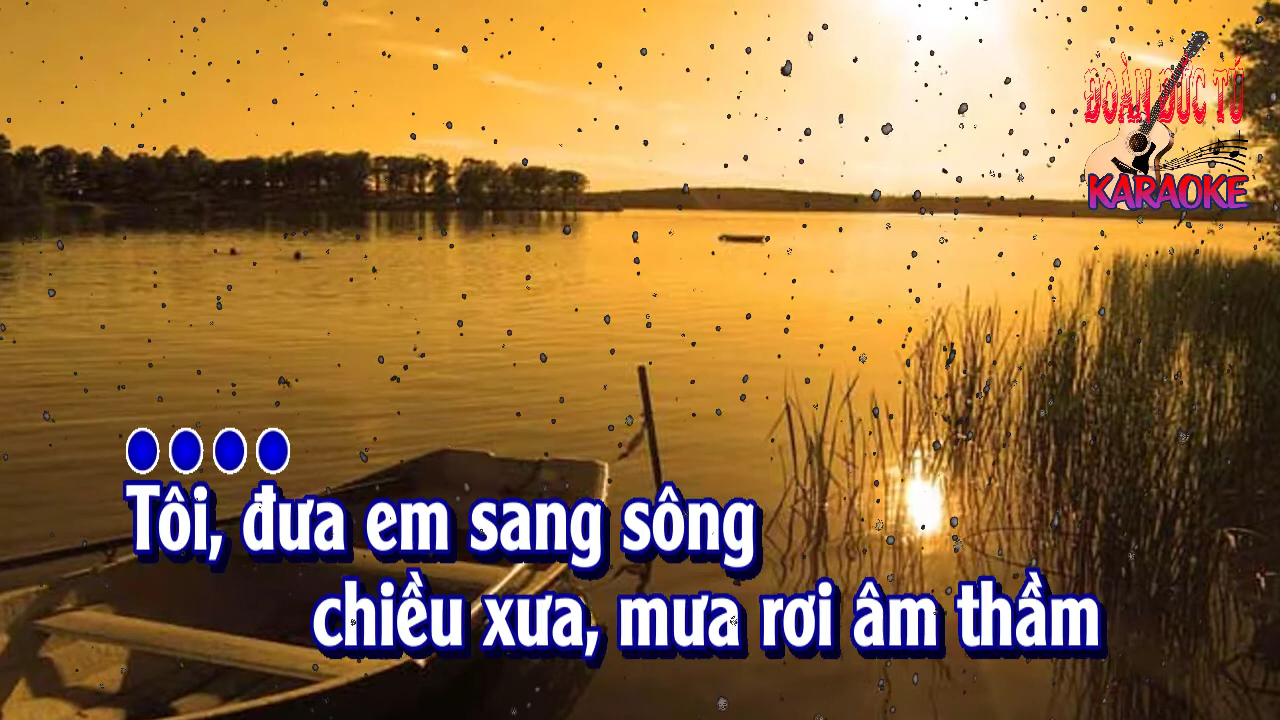 ĐOÀN ĐỨC TÚ
KARAOKE
Tôi, đưa em sang sông
chiều xưa, mưa rơi âm thầm